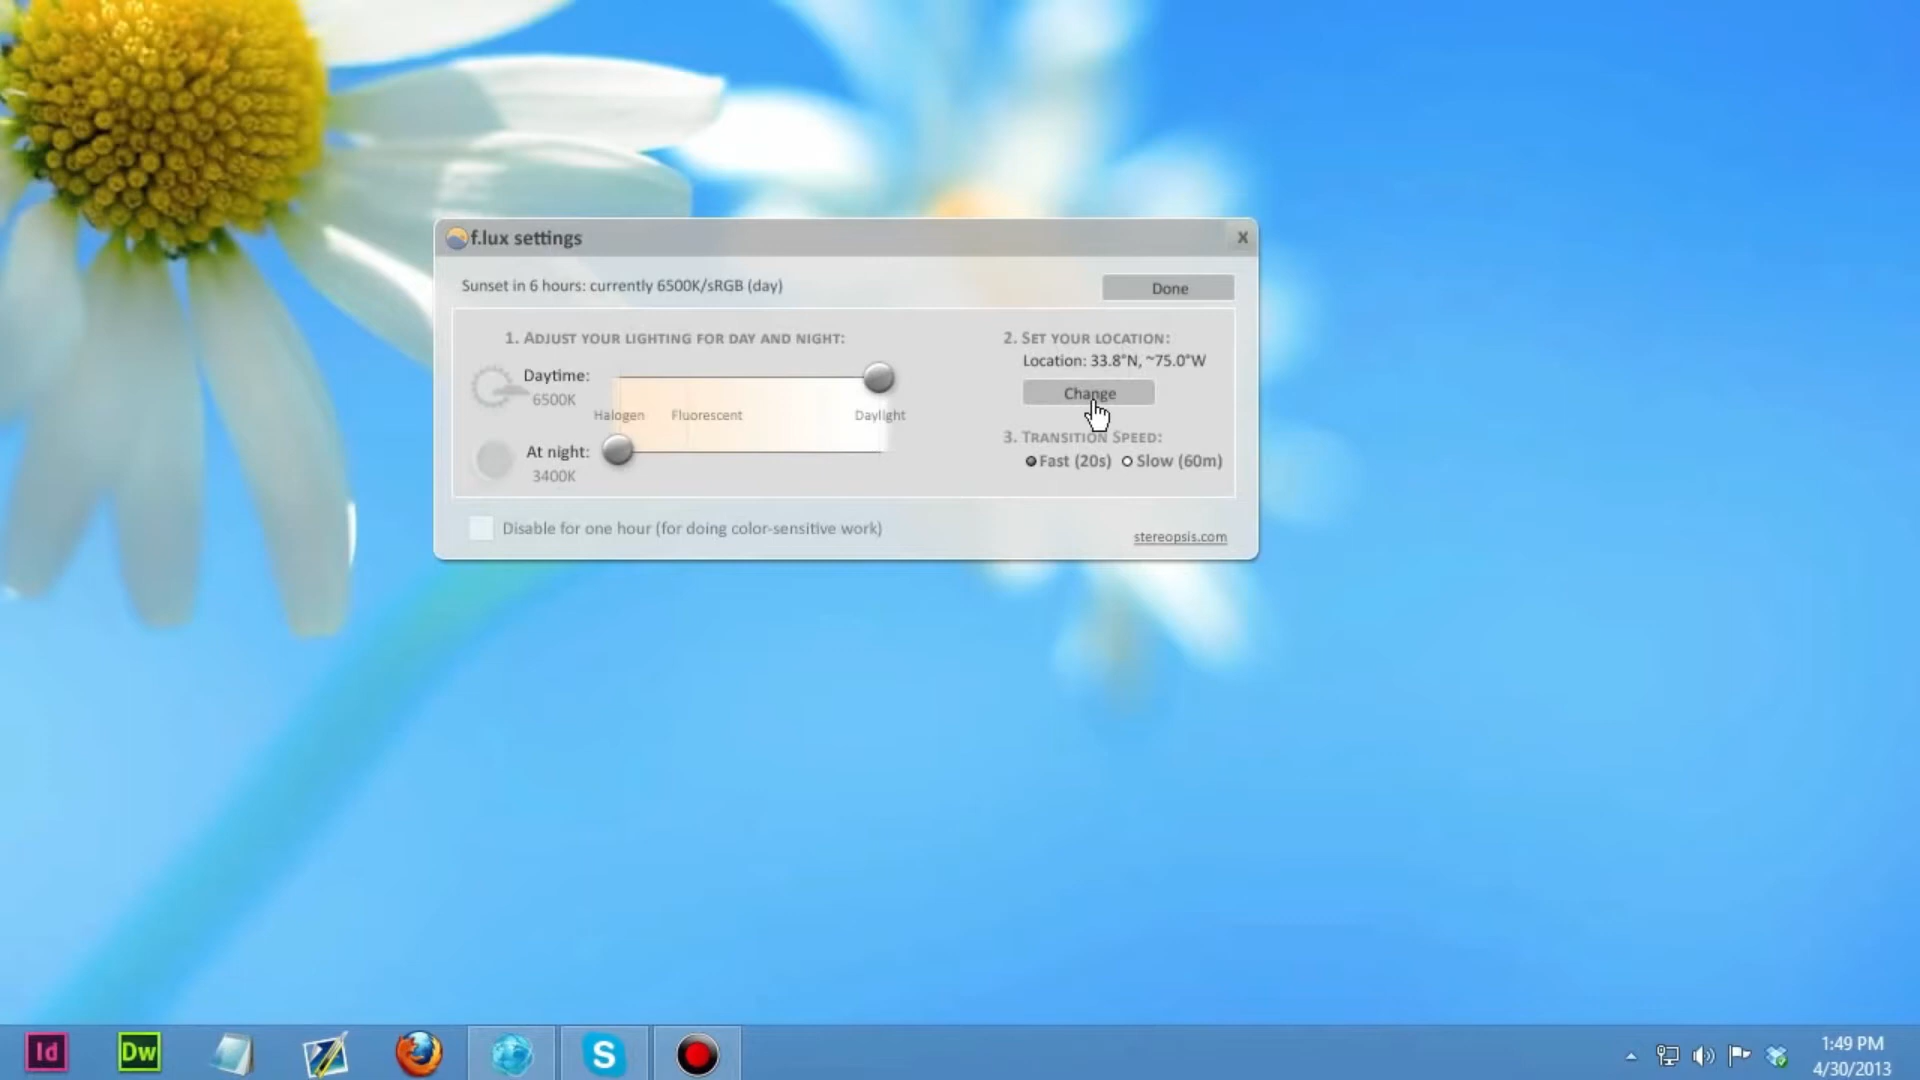 f.lux settings
X
Sunset in 6 hours: currently 6500K/sRGB (day)
Done
1. ADJUST YOUR LIGHTING FOR DAY AND NIGHT:
Daytime:
6500K
Halogen
Fluorescent
Daylight
At night:
3400K
2. SET YOUR LOCATION:
Location: 33.8°N, ~75.0°W
Change
3. TRANSITION SPEED:
Fast (20s) Slow (60m)
Disable for one hour (for doing color-sensitive work)
stereopsis.com
Id
Dw
S
1:49 PM
4/30/2013